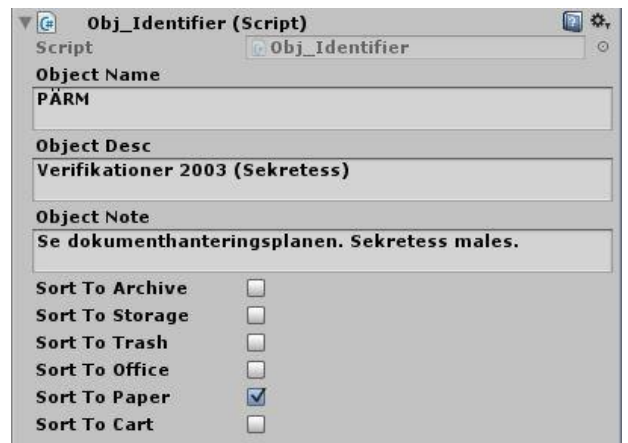 Obj_Identifier (Script)
Script Obj_Identifier
Object Name
PÄRM
Object Desc
Verifikationer 2003 (Sekretess)
Object Note
Se dokumenthanteringsplanen. Sekretess males.
Sort To Archive
Sort To Storage
Sort To Trash
Sort To Office
Sort To Paper
Sort To Cart